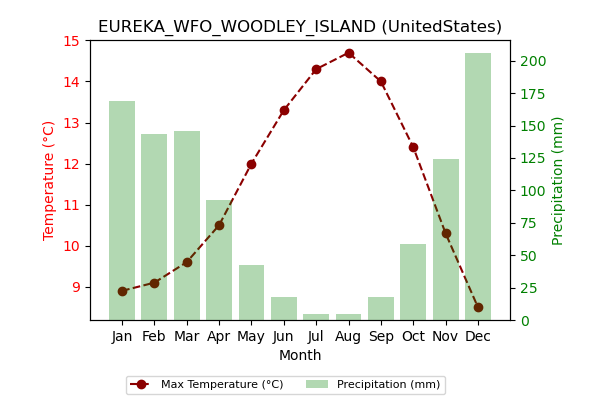 EUREKA_WFO_WOODLEY_ISLAND (UnitedStates)
15
14
13
12
11
10
9
Temperature (°C)
200
175
150
125
100
75
50
25
0
Precipitation (mm)
Jan Feb Mar Apr May Jun Jul Aug Sep Oct Nov Dec
Month
Max Temperature (°C) Precipitation (mm)